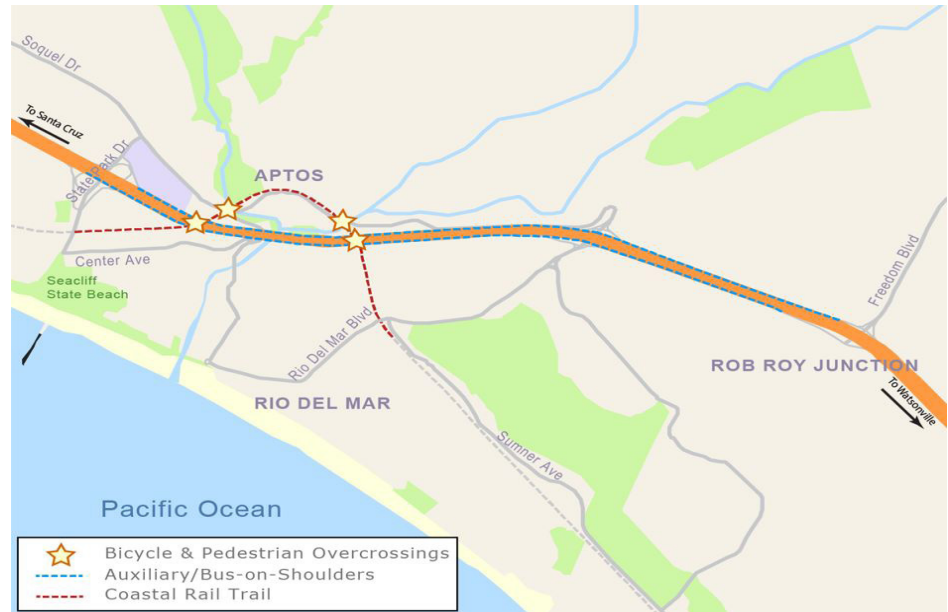 Soquel Dr
To Santa Cruz
State Park Dr
APTOS
Center Ave
Seacliff
State Beach
Freedom Blvd
Rio Del Mar Blvd
ROB ROY JUNCTION
To Watsonville
RIO DEL MAR
Sumner Ave
Pacific Ocean
Bicycle & Pedestrian Overcrossings
Auxiliary/Bus-on-Shoulders
Coastal Rail Trail